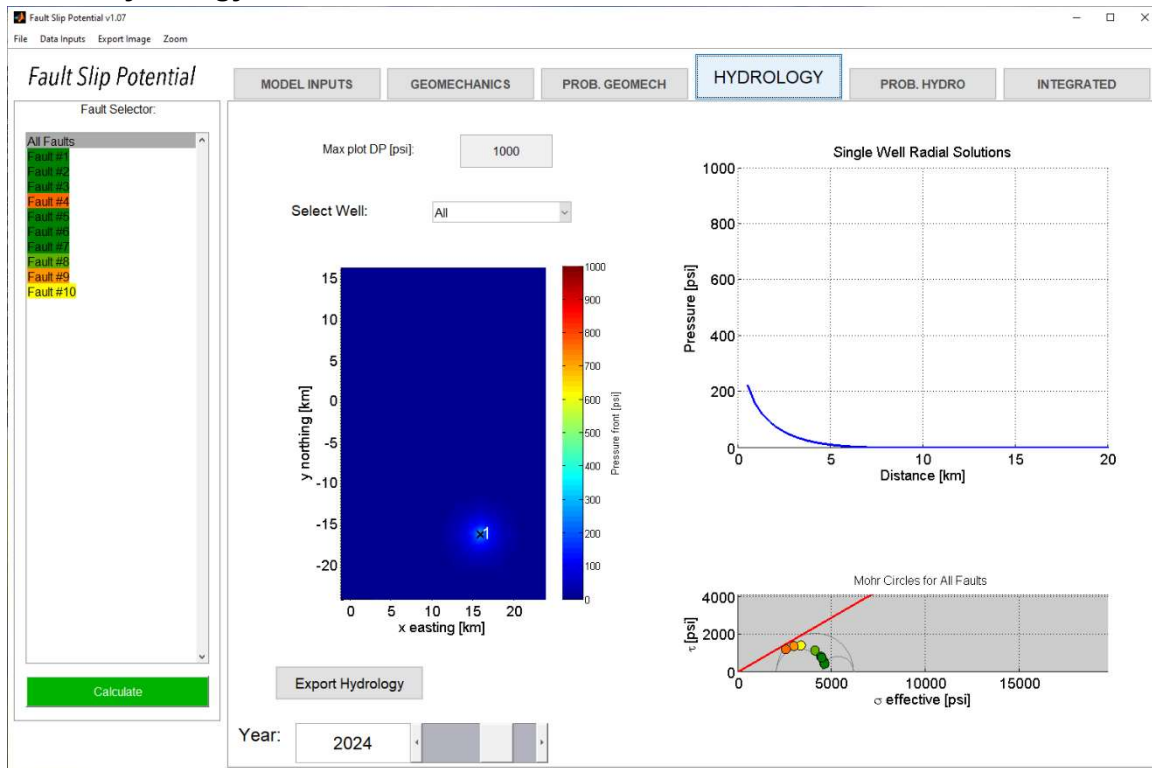 Fault Slip Potential v1.07
File Data Inputs Export Image Zoom
Fault Slip Potential
MODEL INPUTS GEOMECHANICS PROB. GEOMECH HYDROLOGY PROB. HYDRO INTEGRATED
Fault Selector:
All Faults
Fault #1
Fault #2
Fault #3
Fault #4
Fault #5
Fault #6
Fault #7
Fault #8
Fault #9
Fault #10
Calculate
Max plot DP [psi]: 1000
Select Well: All
15
10
5
0
-5
-10
-15
-20
y northing [km]
0 5 10 15 20
x easting [km]
1
1000
900
800
700
600
500
400
300
200
100
0
Pressure front [psi]
Export Hydrology
Year: 2024
Single Well Radial Solutions
1000
800
600
400
200
0
Pressure [psi]
0 5 10 15 20
Distance [km]
Mohr Circles for All Faults
4000
2000
0
τ [psi]
0 5000 10000 15000
σ effective [psi]